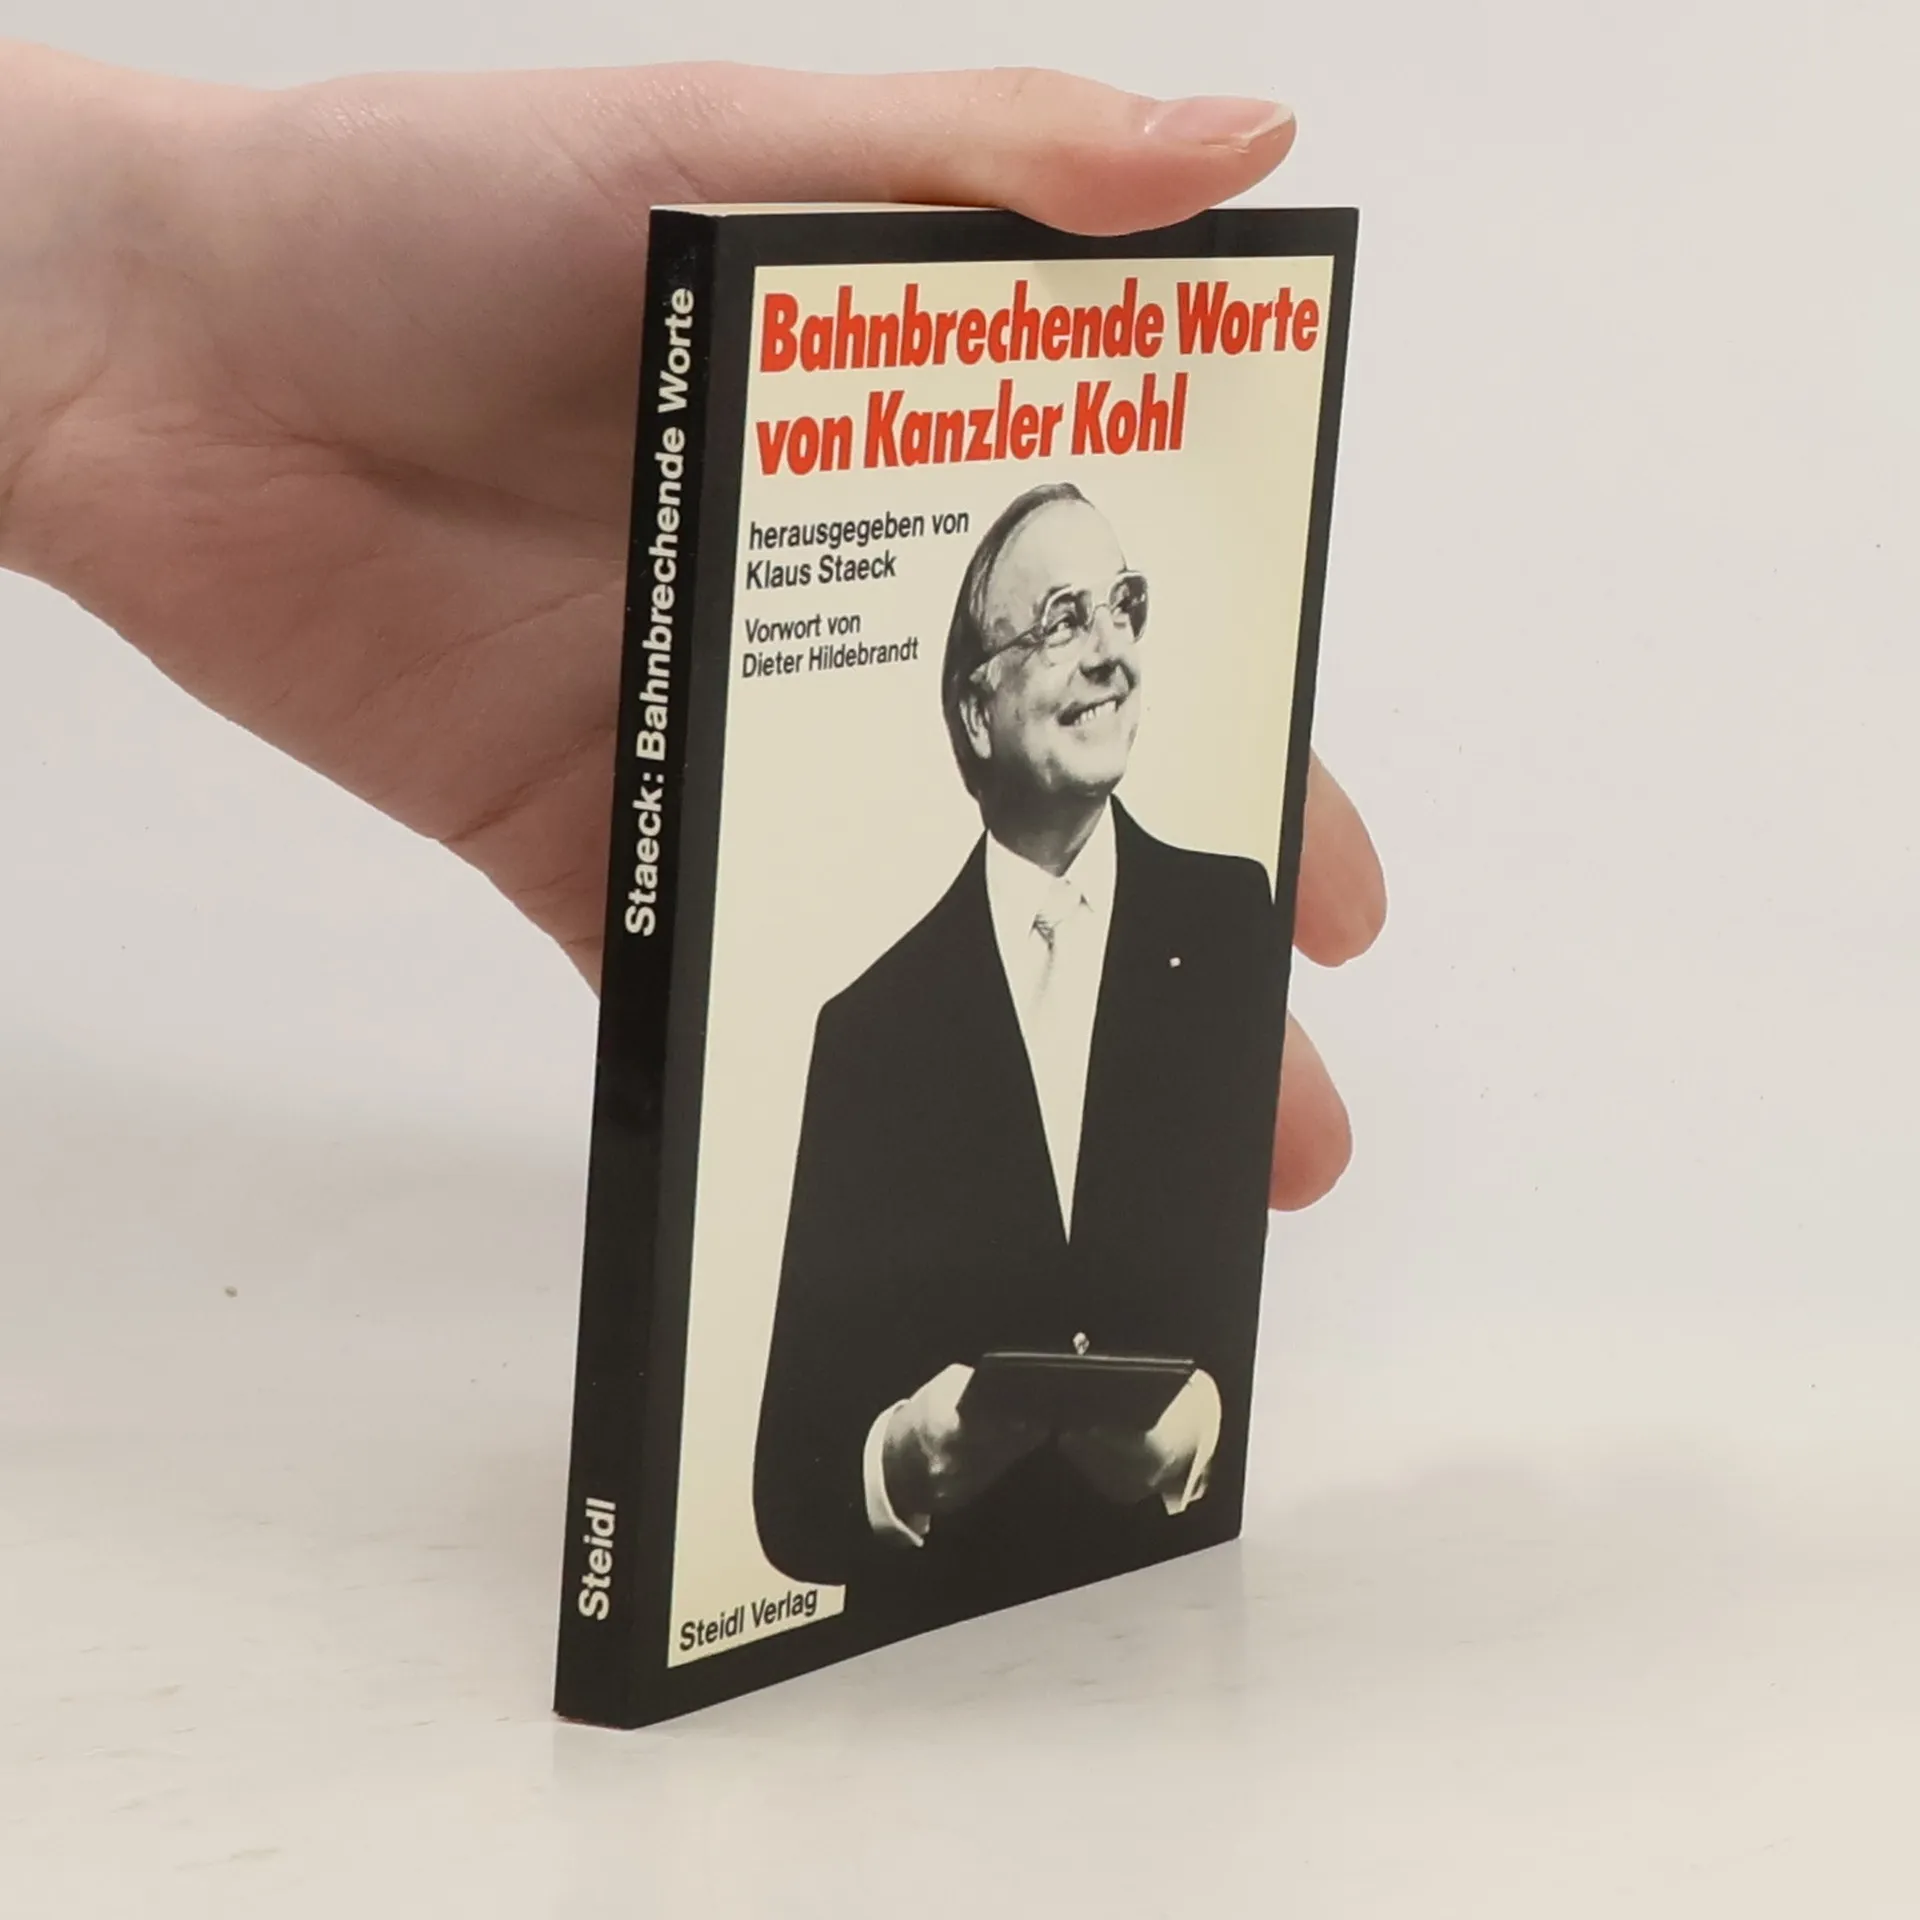 Bahnbrechende Worte
von Kanzler Kohl
herausgegeben von
Klaus Staeck
Vorwort von
Dieter Hildebrandt
Steidl Verlag
Staeck: Bahnbrechende Worte
Steidl